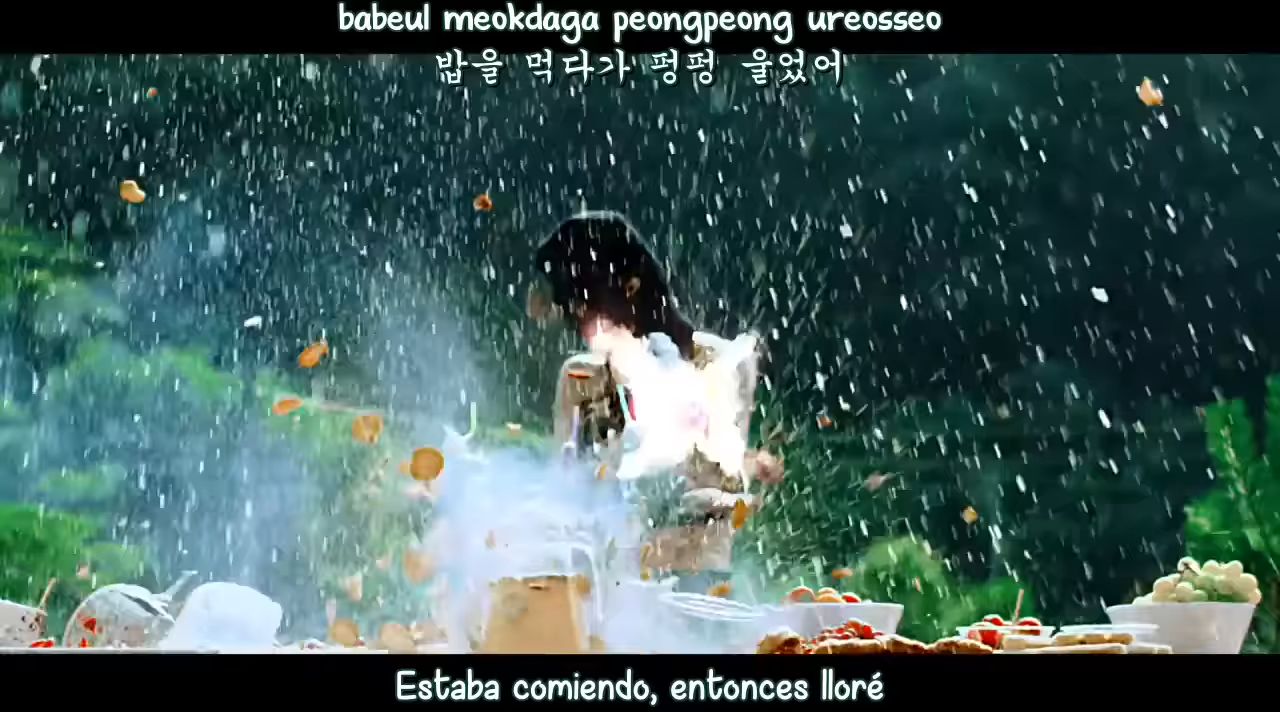 babeul meokdaga peongpeong ureosseo
밥을 먹다가 펑펑 울었어
Estaba comiendo, entonces lloré